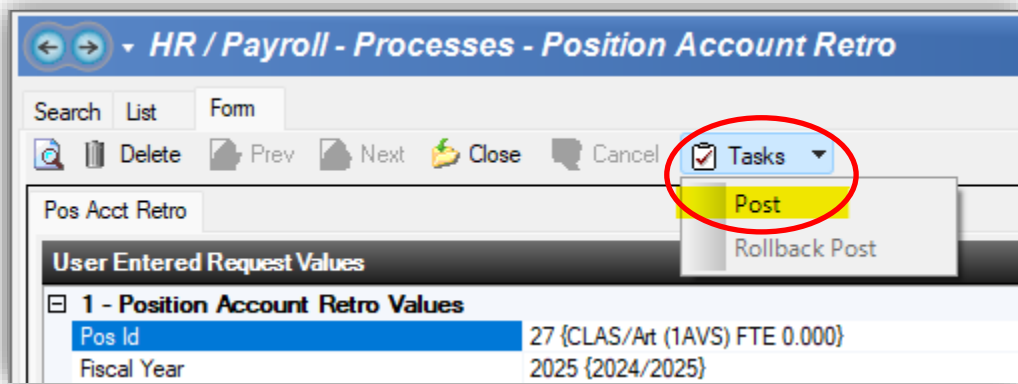 HR / Payroll - Processes - Position Account Retro
Search List Form
Delete Prev Next Close Cancel Tasks
Post
Pos Acct Retro
Rollback Post
User Entered Request Values
1 - Position Account Retro Values
Pos Id 27 {CLAS/Art (1AVS) FTE 0.000}
Fiscal Year 2025 {2024/2025}